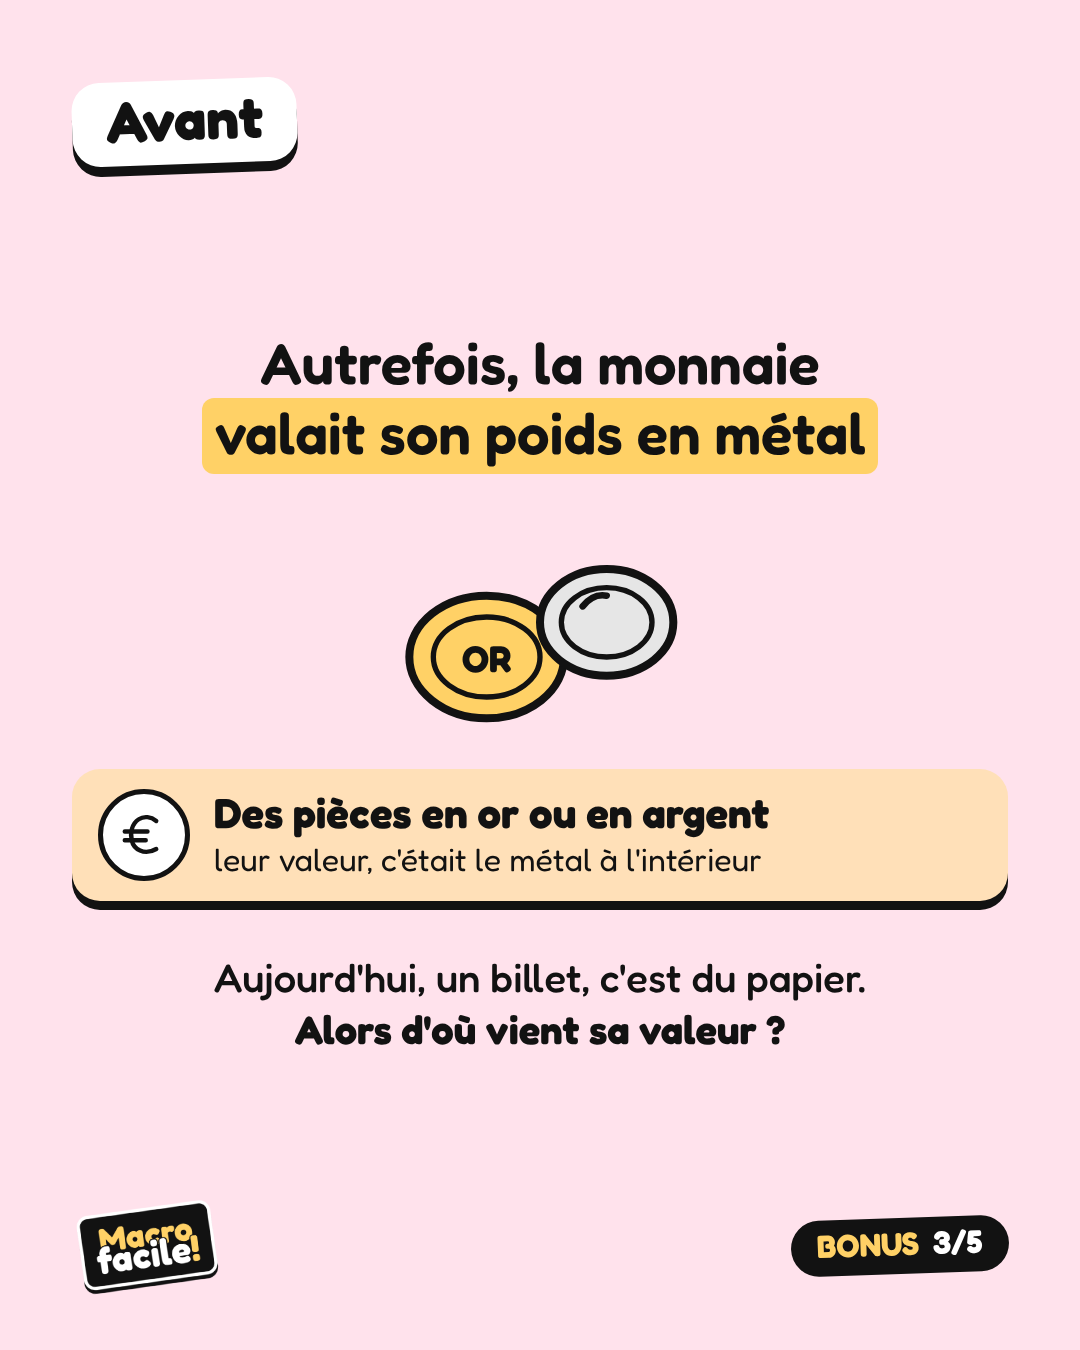 Avant
Autrefois, la monnaie
valait son poids en métal
OR
€
Des pièces en or ou en argent
leur valeur, c'était le métal à l'intérieur
Aujourd'hui, un billet, c'est du papier.
Alors d'où vient sa valeur ?
Macro
facile!
BONUS 3/5